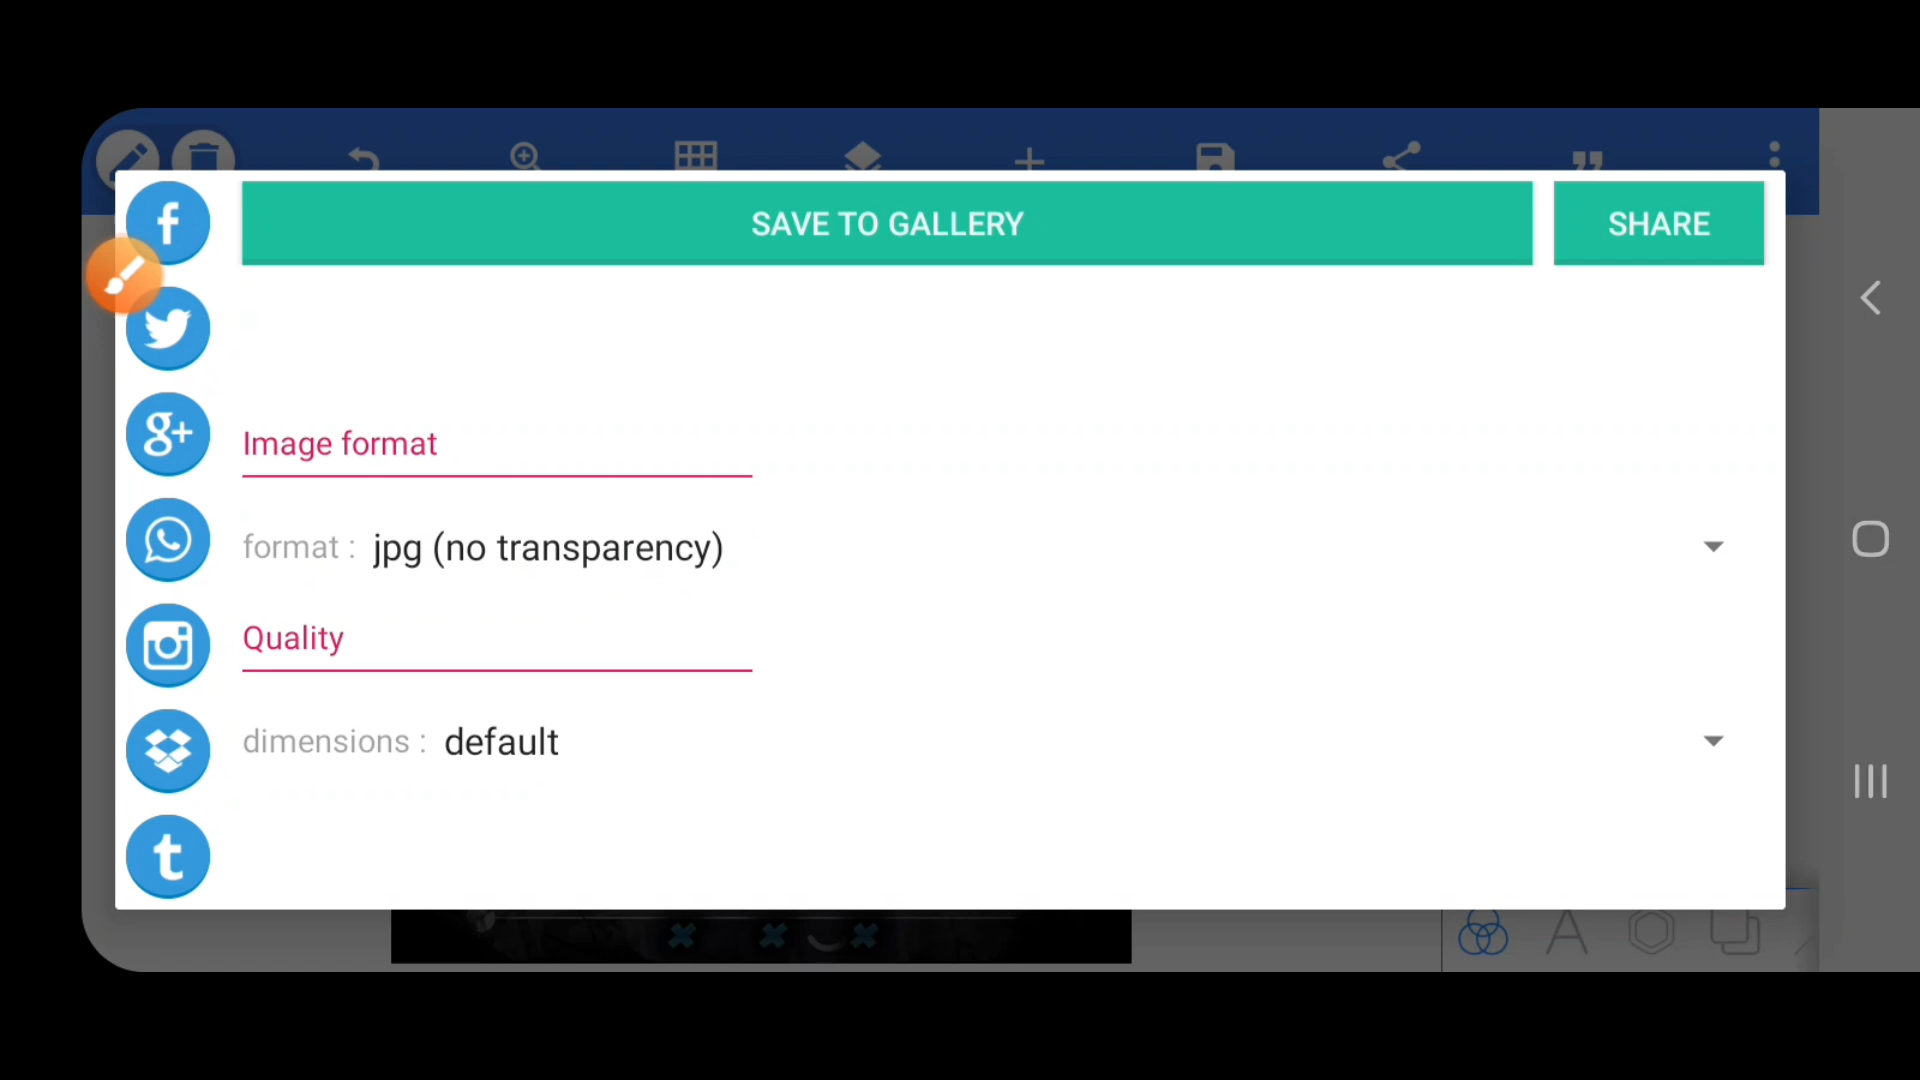 SAVE TO GALLERY
SHARE
Image format
format : jpg (no transparency)
Quality
dimensions : default